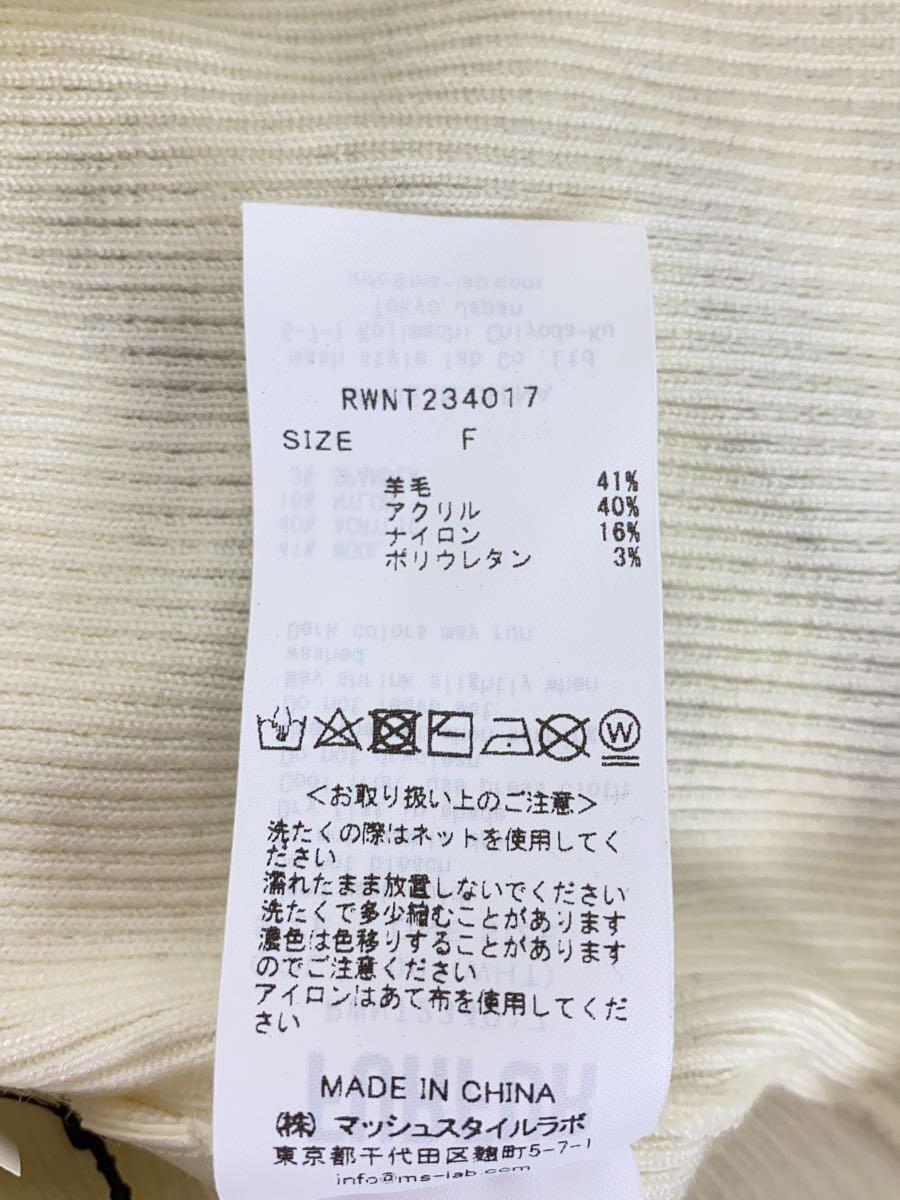 RWNT234017
SIZE F
羊毛 41%
アクリル 40%
ナイロン 16%
ポリウレタン 3%
W
<お取り扱い上のご注意>
洗たくの際はネットを使用してく
ださい
濡れたまま放置しないでください
洗たくで多少縮むことがあります
濃色は色移りすることがあります
のでご注意ください
アイロンはあて布を使用してくだ
さい
MADE IN CHINA
(株) マッシュスタイルラボ
東京都千代田区麹町5-7-1
info@ms-lab.com